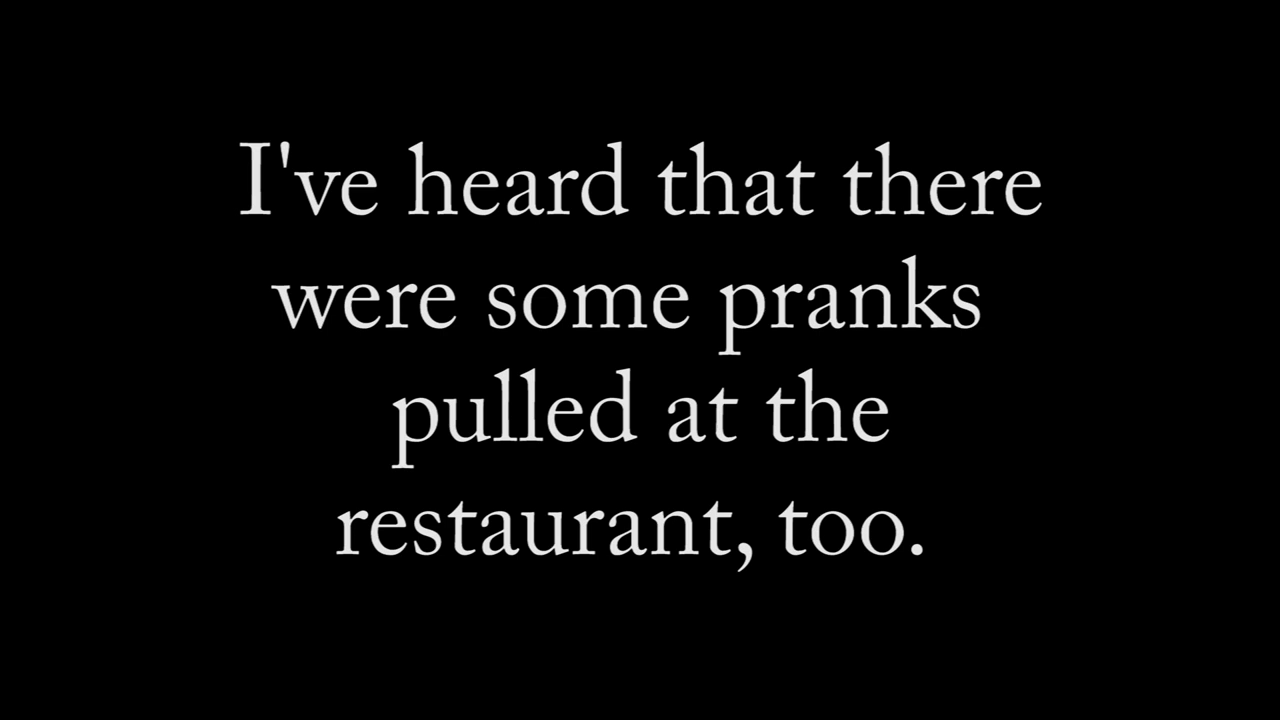 I've heard that there
were some pranks
pulled at the
restaurant, too.